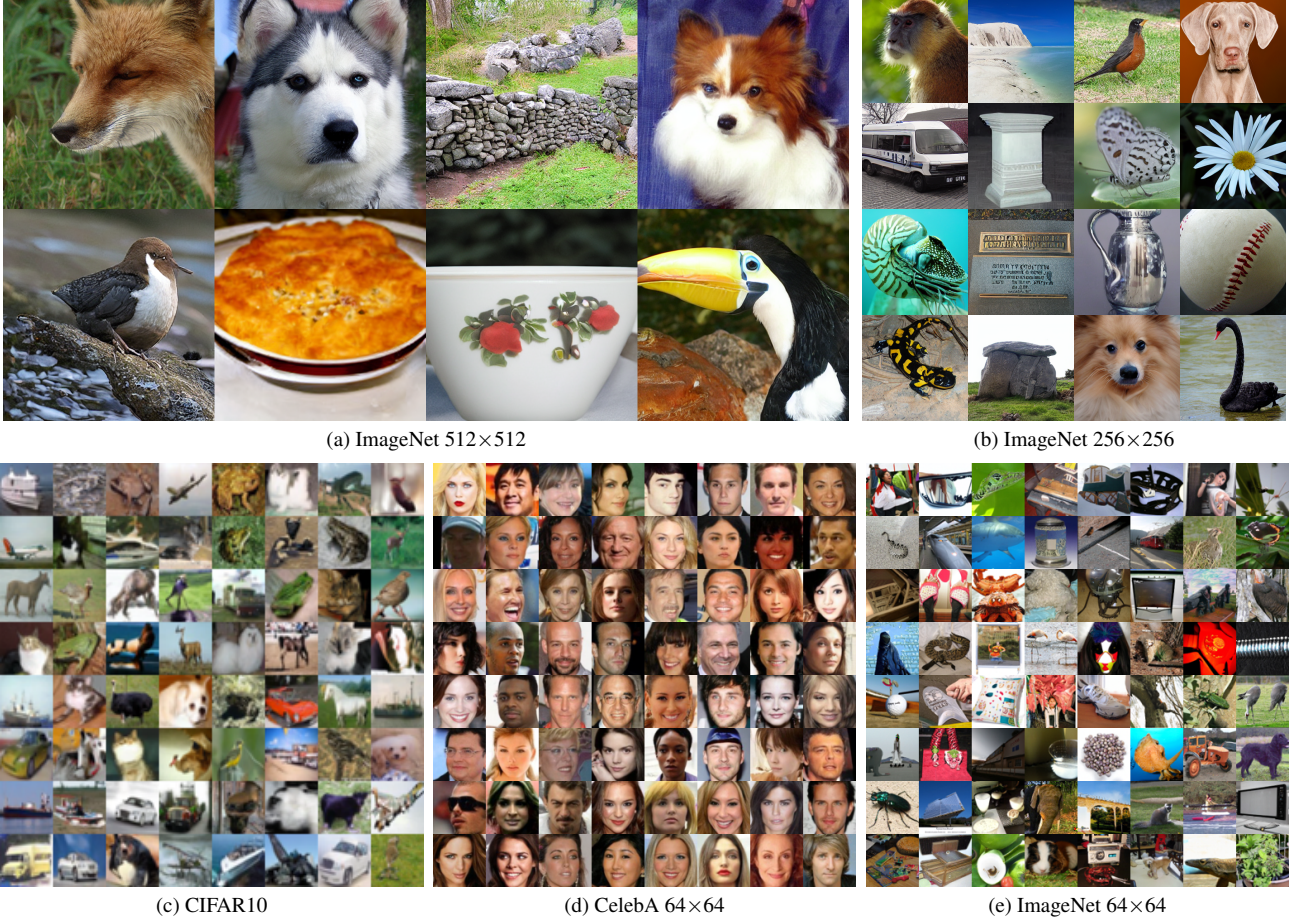 (a) ImageNet 512×512
(b) ImageNet 256×256
(c) CIFAR10
(d) CelebA 64×64
(e) ImageNet 64×64